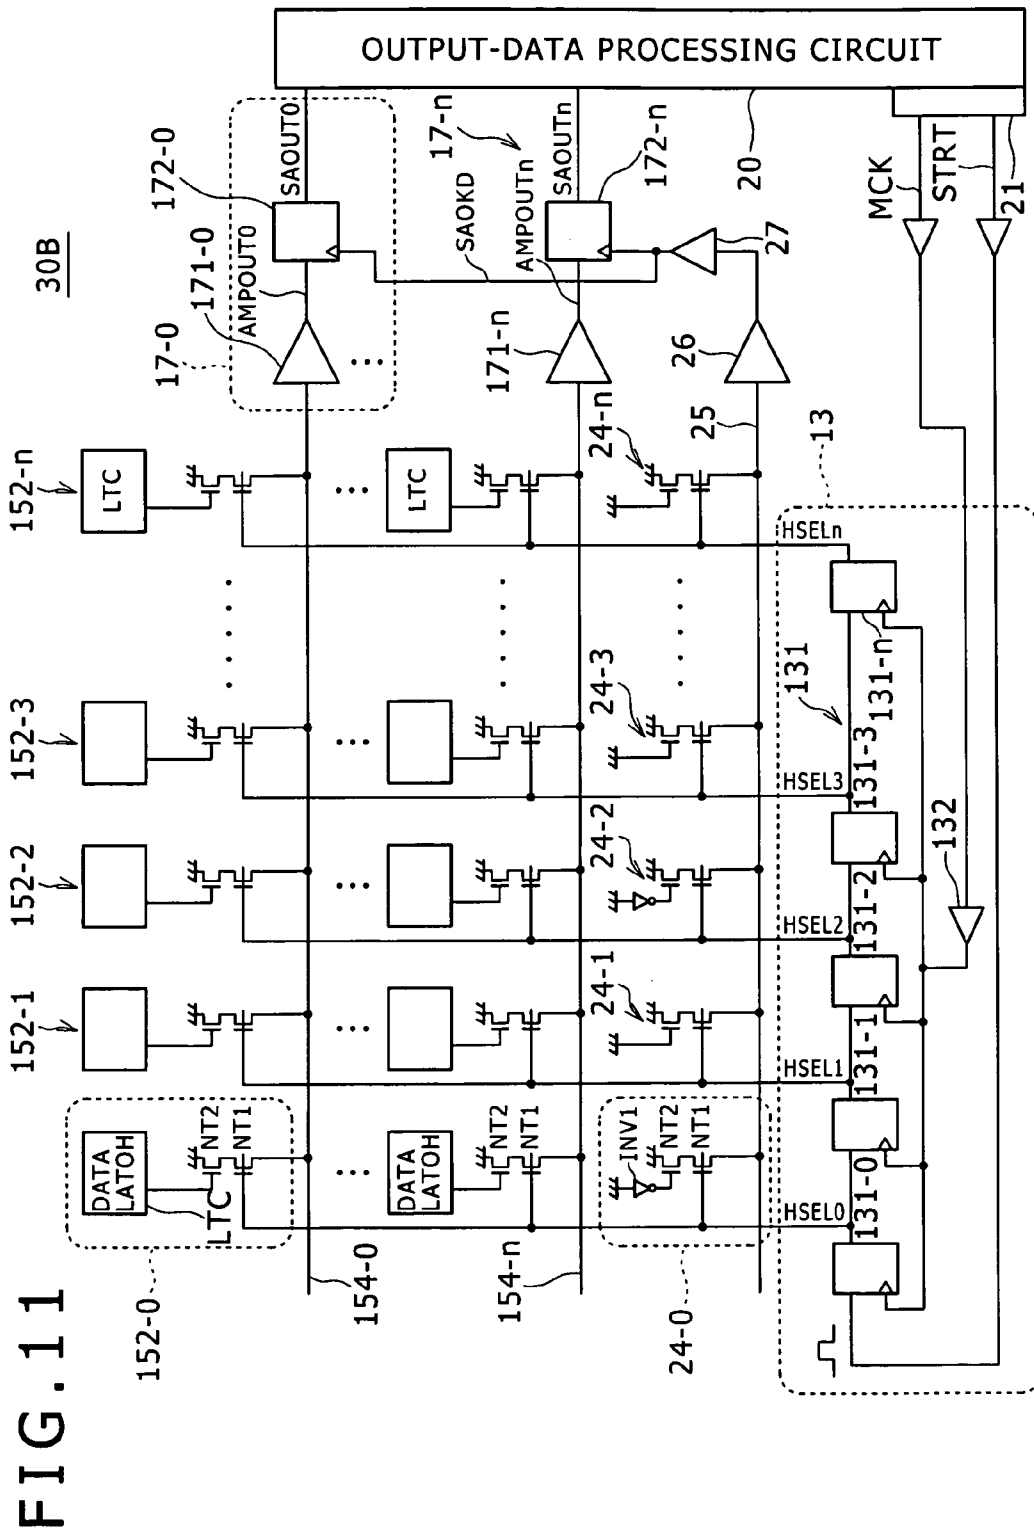 FIG.11
30B
OUTPUT-DATA PROCESSING CIRCUIT
152-0
152-1
152-2
152-3
152-n
17-0
171-0
AMPOUT0
172-0
SAOUT0
DATA
LATOH
LTC
NT2
NT1
LTC
154-0
DATA
LATOH
NT2
NT1
LTC
154-n
171-n
SAOKD
AMPOUTn
17-n
SAOUTn
172-n
INV1
NT2
NT1
24-0
24-1
24-2
24-3
24-n
25
26
27
20
HSEL0
HSEL1
HSEL2
HSEL3
HSELn
13
131-0
131-1
131-2
131-3
131
131-n
132
MCK
STRT
21